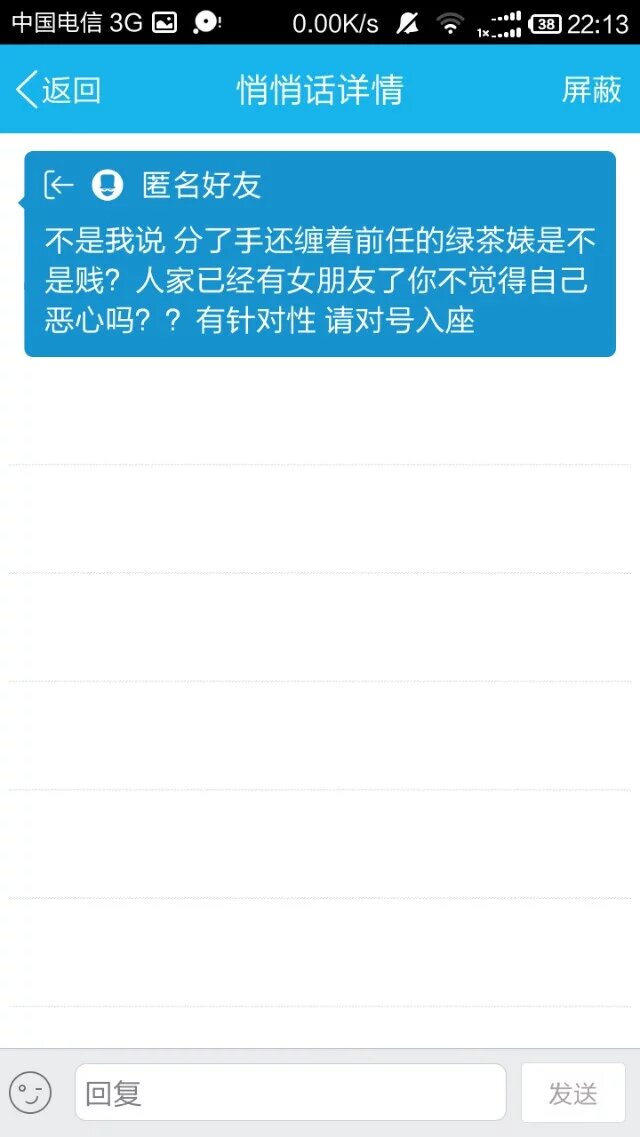 中国电信 3G 0.00K/s 1x 38 22:13
返回 悄悄话详情 屏蔽
匿名好友
不是我说 分了手还缠着前任的绿茶婊是不
是贱？人家已经有女朋友了你不觉得自己
恶心吗？？有针对性 请对号入座
回复 发送